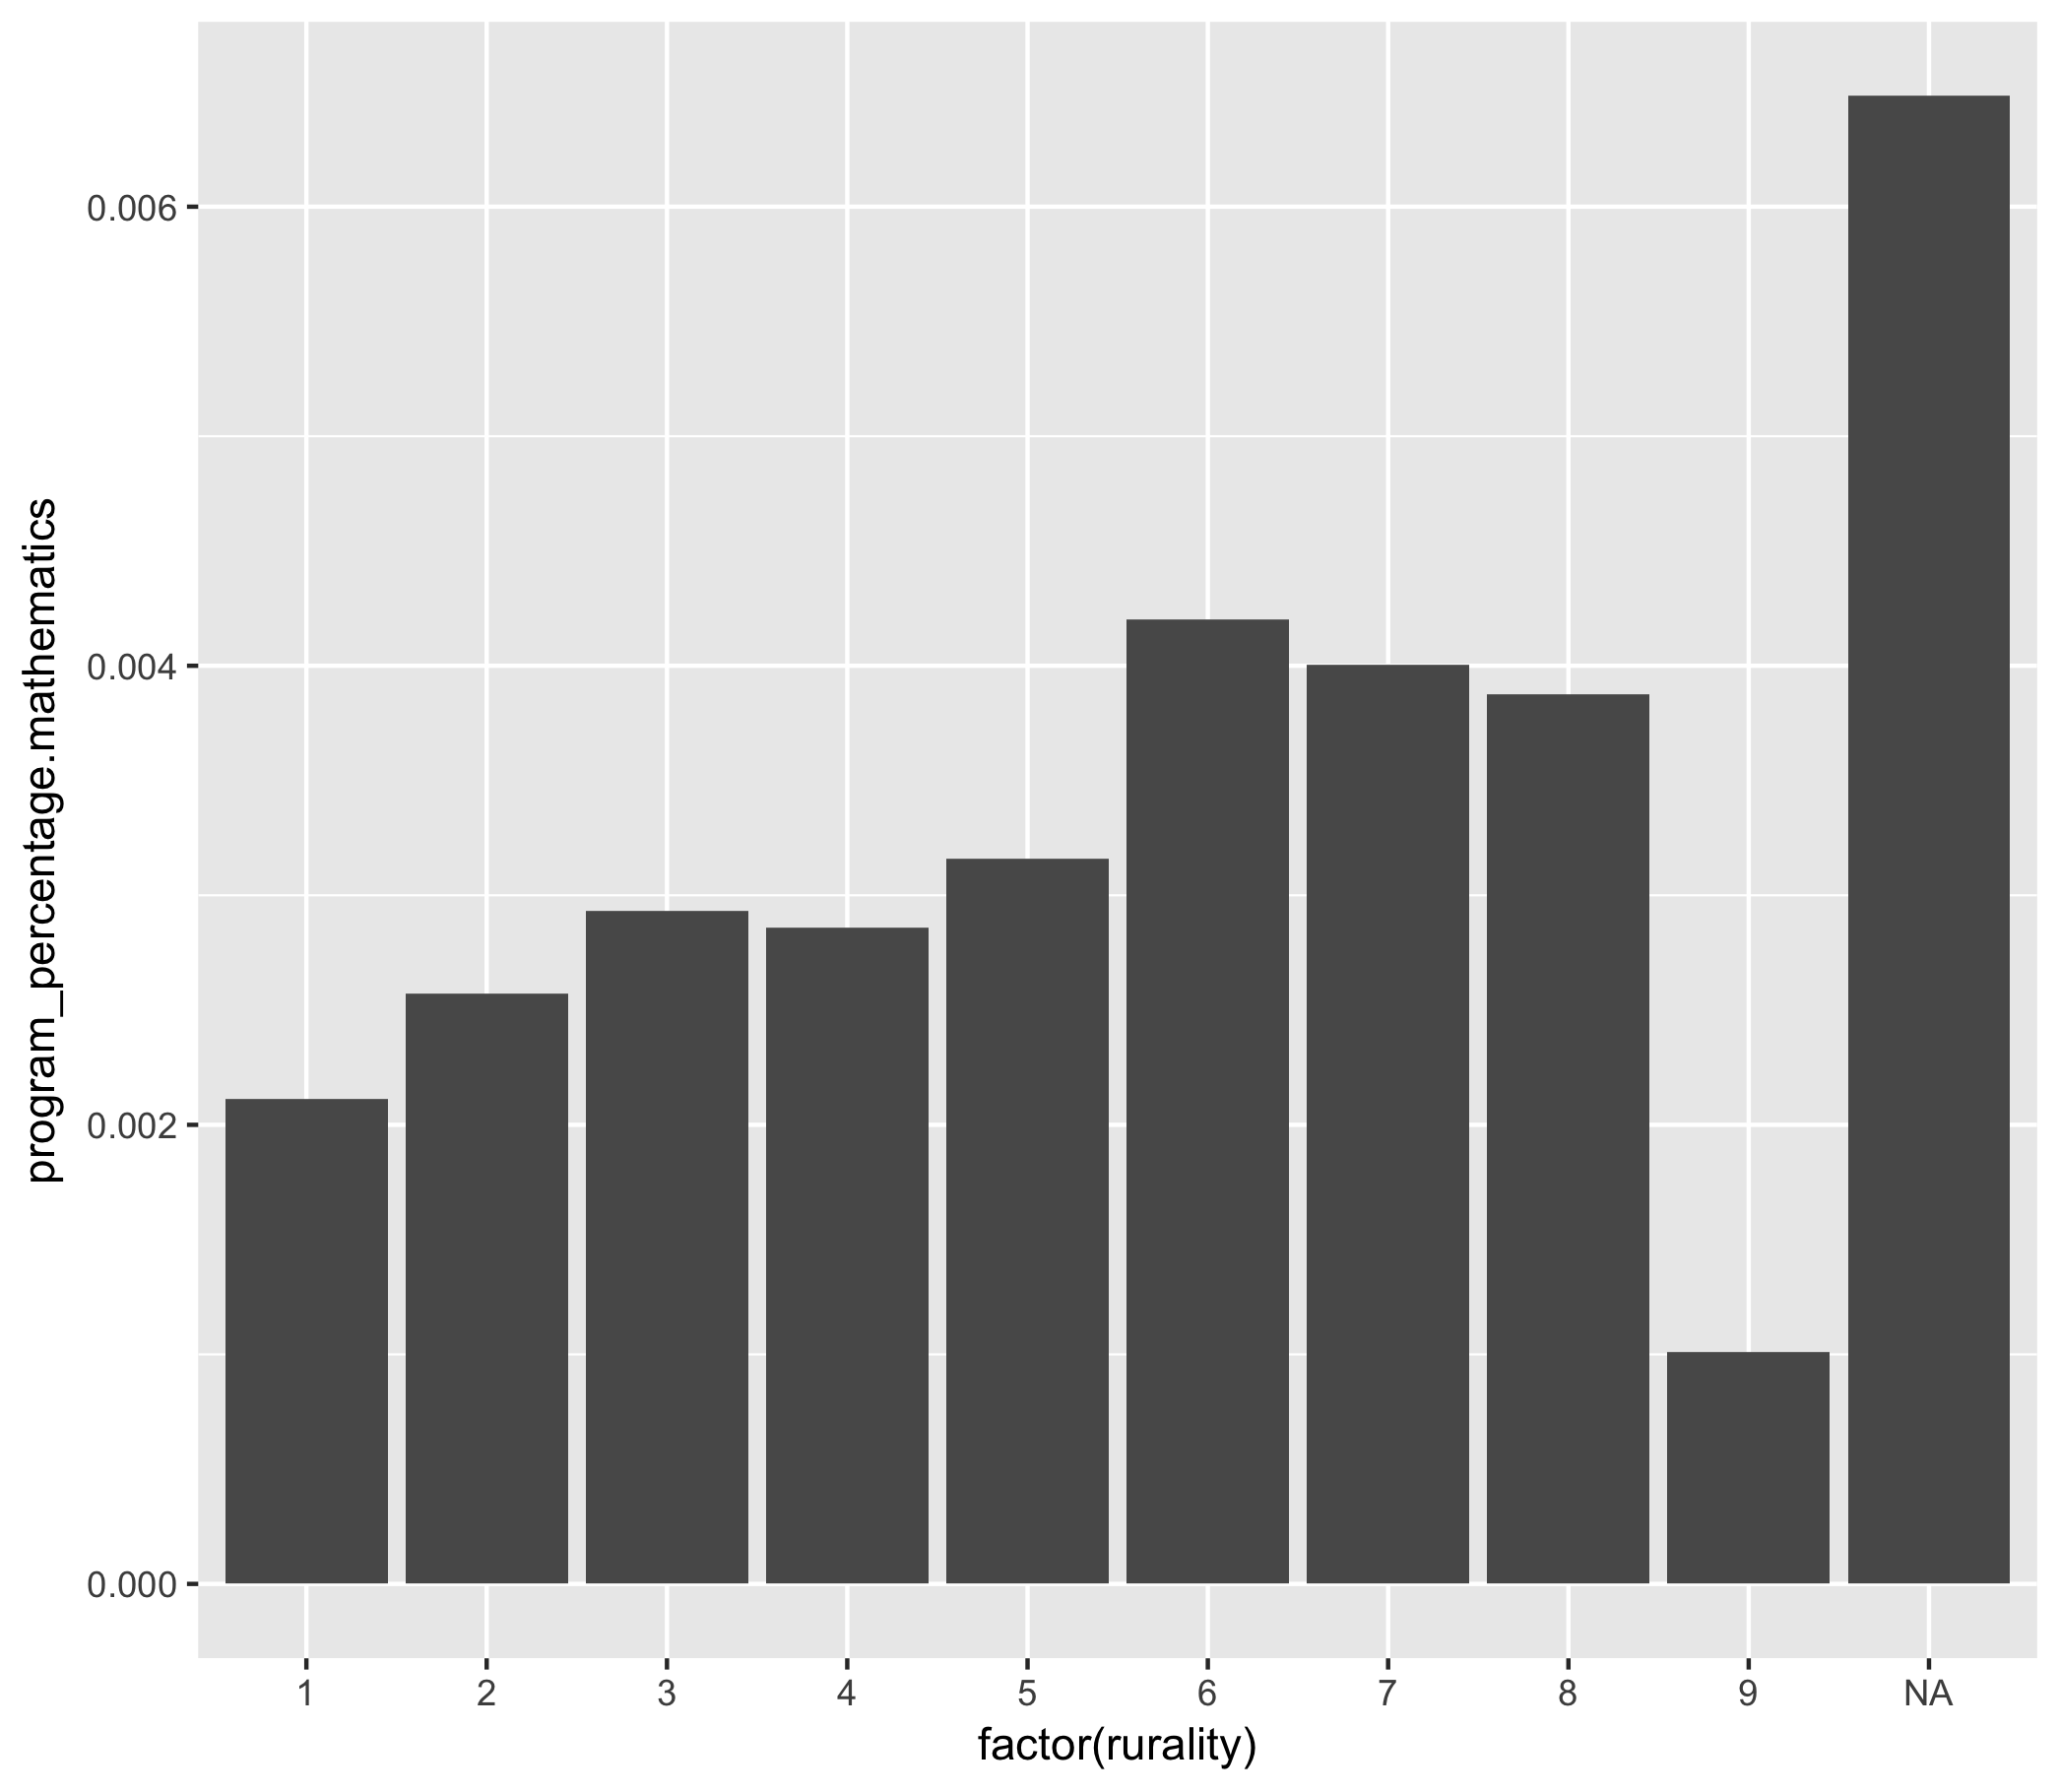 program_percentage.mathematics
0.006
0.004
0.002
0.000
1 2 3 4 5 6 7 8 9 NA
factor(rurality)